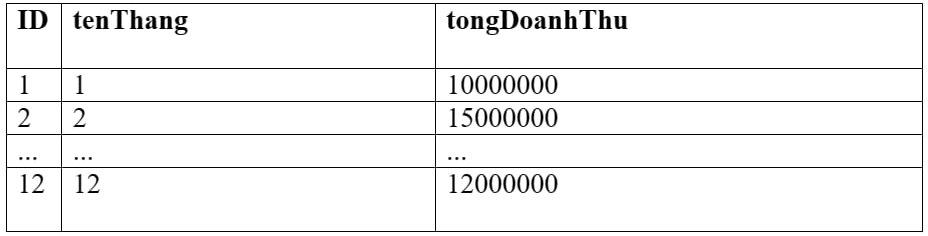 ID tenThang tongDoanhThu
1 1 10000000
2 2 15000000
... ... ...
12 12 12000000